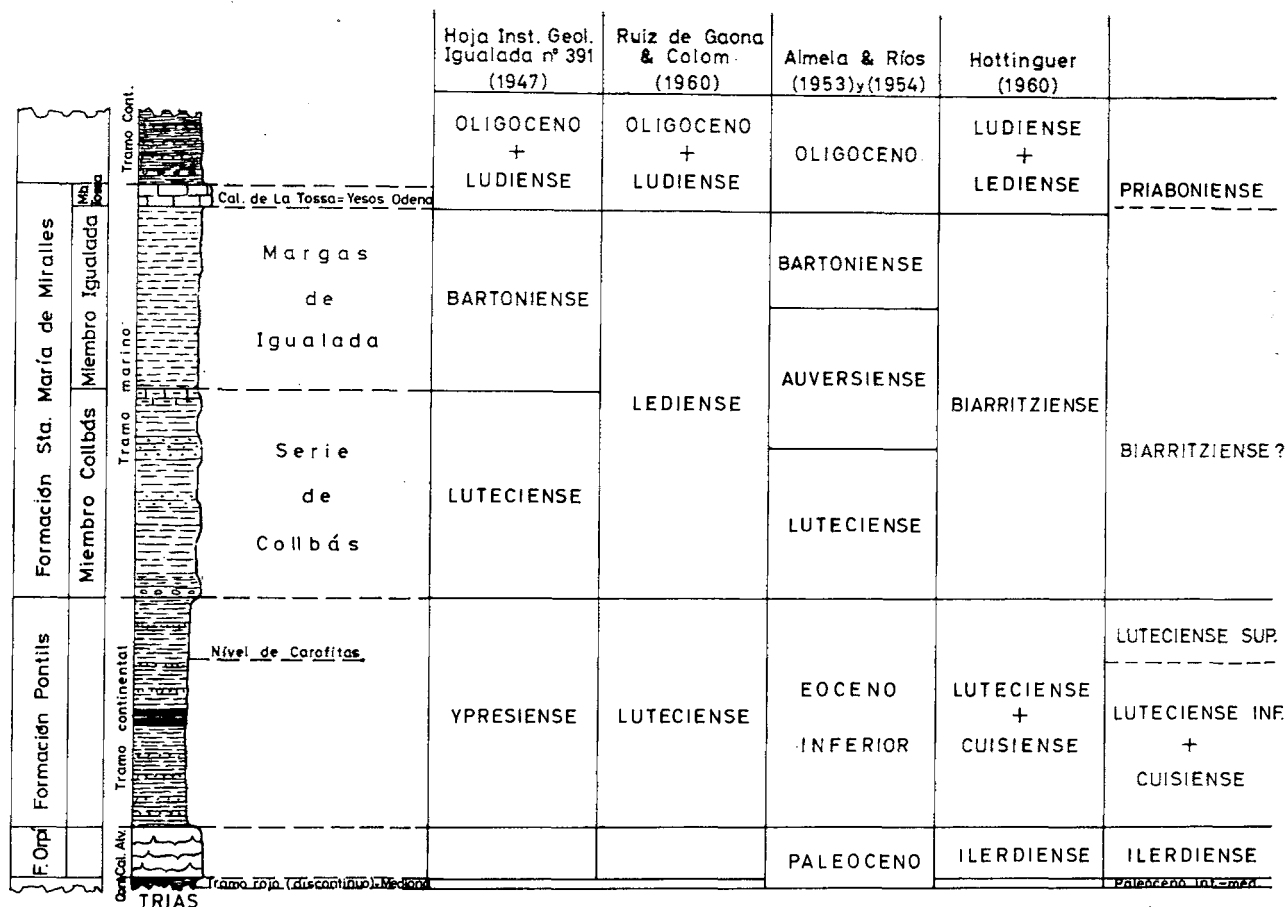 Hoja Inst. Geol.
Igualada nº 391
(1947)
Ruiz de Gaona
& Colom
(1960)
Almela & Ríos
(1953) y (1954)
Hottinguer
(1960)
Tramo Cont.
OLIGOCENO
+
LUDIENSE
OLIGOCENO
+
LUDIENSE
OLIGOCENO
LUDIENSE
+
LEDIENSE
PRIABONIENSE
Formación Sta. María de Miralles
Mb. Tossa
Cal. de La Tossa=Yesos Odena
Miembro Igualada
Tramo marino
Margas
de
Igualada
BARTONIENSE
LEDIENSE
BARTONIENSE
AUVERSIENSE
BIARRITZIENSE
BIARRITZIENSE?
Miembro Collbás
Serie
de
Collbás
LUTECIENSE
LUTECIENSE
Formación Pontils
Tramo continental
Nivel de Carofitas
YPRESIENSE
LUTECIENSE
EOCENO
INFERIOR
LUTECIENSE
+
CUISIENSE
LUTECIENSE SUP.
LUTECIENSE INF.
+
CUISIENSE
F. Orpí
Cal. Alv.
PALEOCENO
ILERDIENSE
ILERDIENSE
Cont.
Tramo rojo (discontinuo)=Mediona
Paleoceno inf.-med.
TRIAS